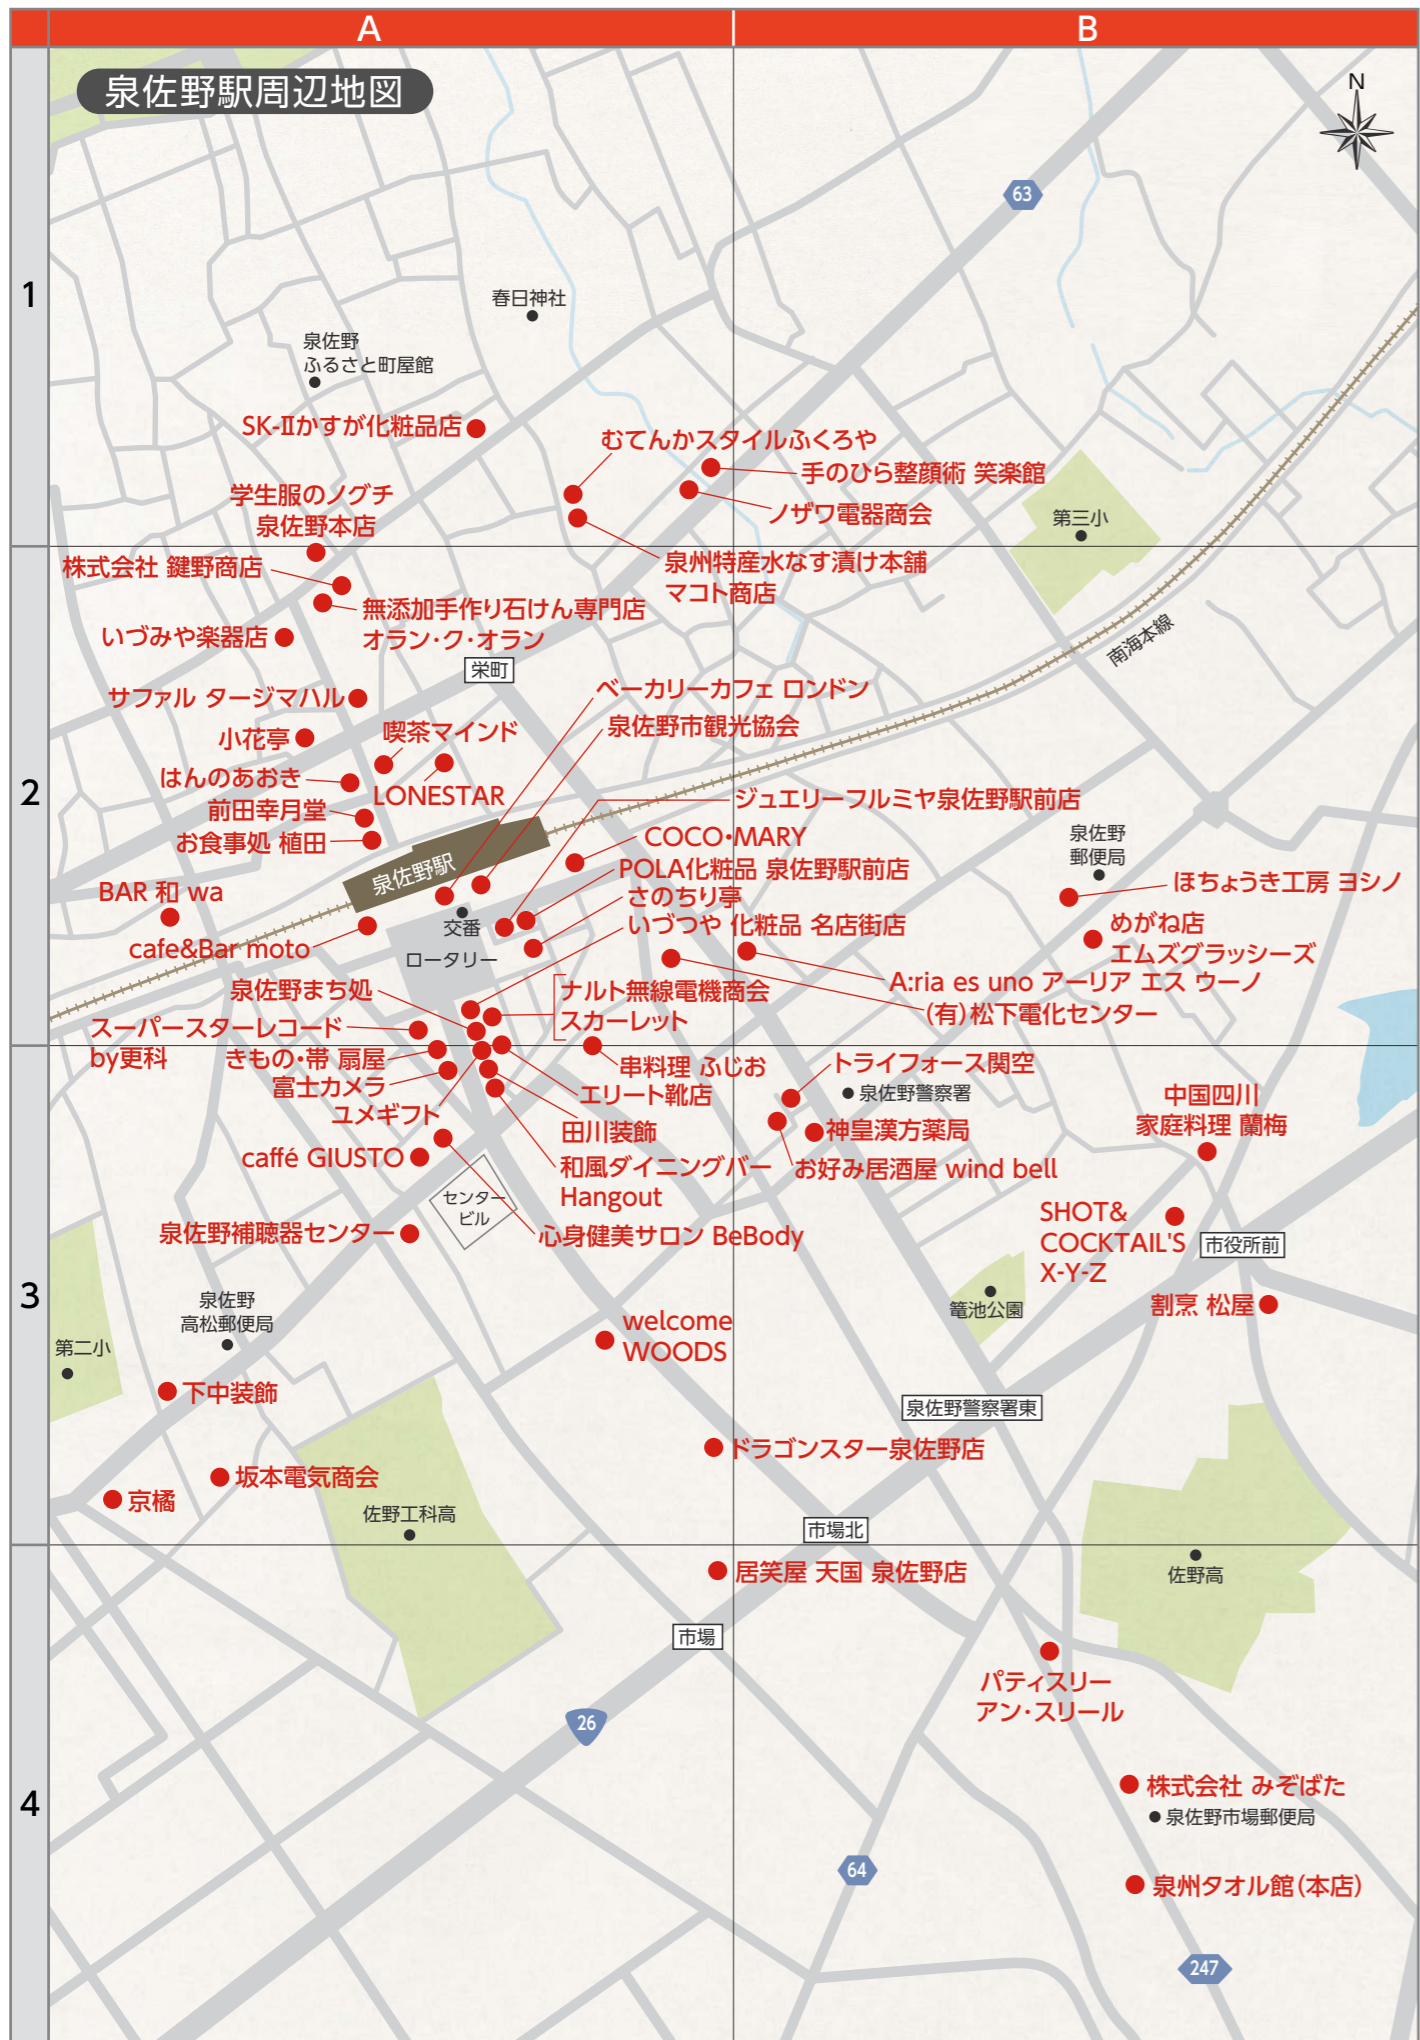 A
B
泉佐野駅周辺地図
N
63
1
春日神社
泉佐野
ふるさと町屋館
SK-IIかすが化粧品店
むてんかスタイルふくろや
手のひら整顔術 笑楽館
ノザワ電器商会
学生服のノグチ
泉佐野本店
第三小
株式会社 鍵野商店
泉州特産水なす漬け本舗
マコト商店
無添加手作り石けん専門店
オラン・ク・オラン
いづみや楽器店
南海本線
栄町
サファル タージマハル
ベーカリーカフェ ロンドン
泉佐野市観光協会
小花亭
喫茶マインド
はんのあおき
LONESTAR
2
前田幸月堂
ジュエリーフルミヤ泉佐野駅前店
お食事処 植田
COCO•MARY
泉佐野
郵便局
泉佐野駅
POLA化粧品 泉佐野駅前店
さのちり亭
ほちょうき工房 ヨシノ
BAR 和 wa
交番
いづつや 化粧品 名店街店
めがね店
エムズグラッシーズ
cafe&Bar moto
ロータリー
A:ria es uno アーリア エス ウーノ
泉佐野まち処
ナルト無線電機商会
スカーレット
(有)松下電化センター
スーパースターレコード
by更科
きもの・帯 扇屋
串料理 ふじお
トライフォース関空
富士カメラ
エリート靴店
泉佐野警察署
中国四川
家庭料理 蘭梅
ユメギフト
田川装飾
神皇漢方薬局
caffé GIUSTO
和風ダイニングバー
Hangout
お好み居酒屋 wind bell
センター
ビル
SHOT&
COCKTAIL'S
X-Y-Z
泉佐野補聴器センター
心身健美サロン BeBody
市役所前
3
泉佐野
高松郵便局
篭池公園
割烹 松屋
welcome
WOODS
第二小
下中装飾
泉佐野警察署東
ドラゴンスター泉佐野店
坂本電気商会
京橘
佐野工科高
市場北
居笑屋 天国 泉佐野店
佐野高
市場
パティスリー
アン・スリール
26
株式会社 みぞばた
4
泉佐野市場郵便局
64
泉州タオル館(本店)
247